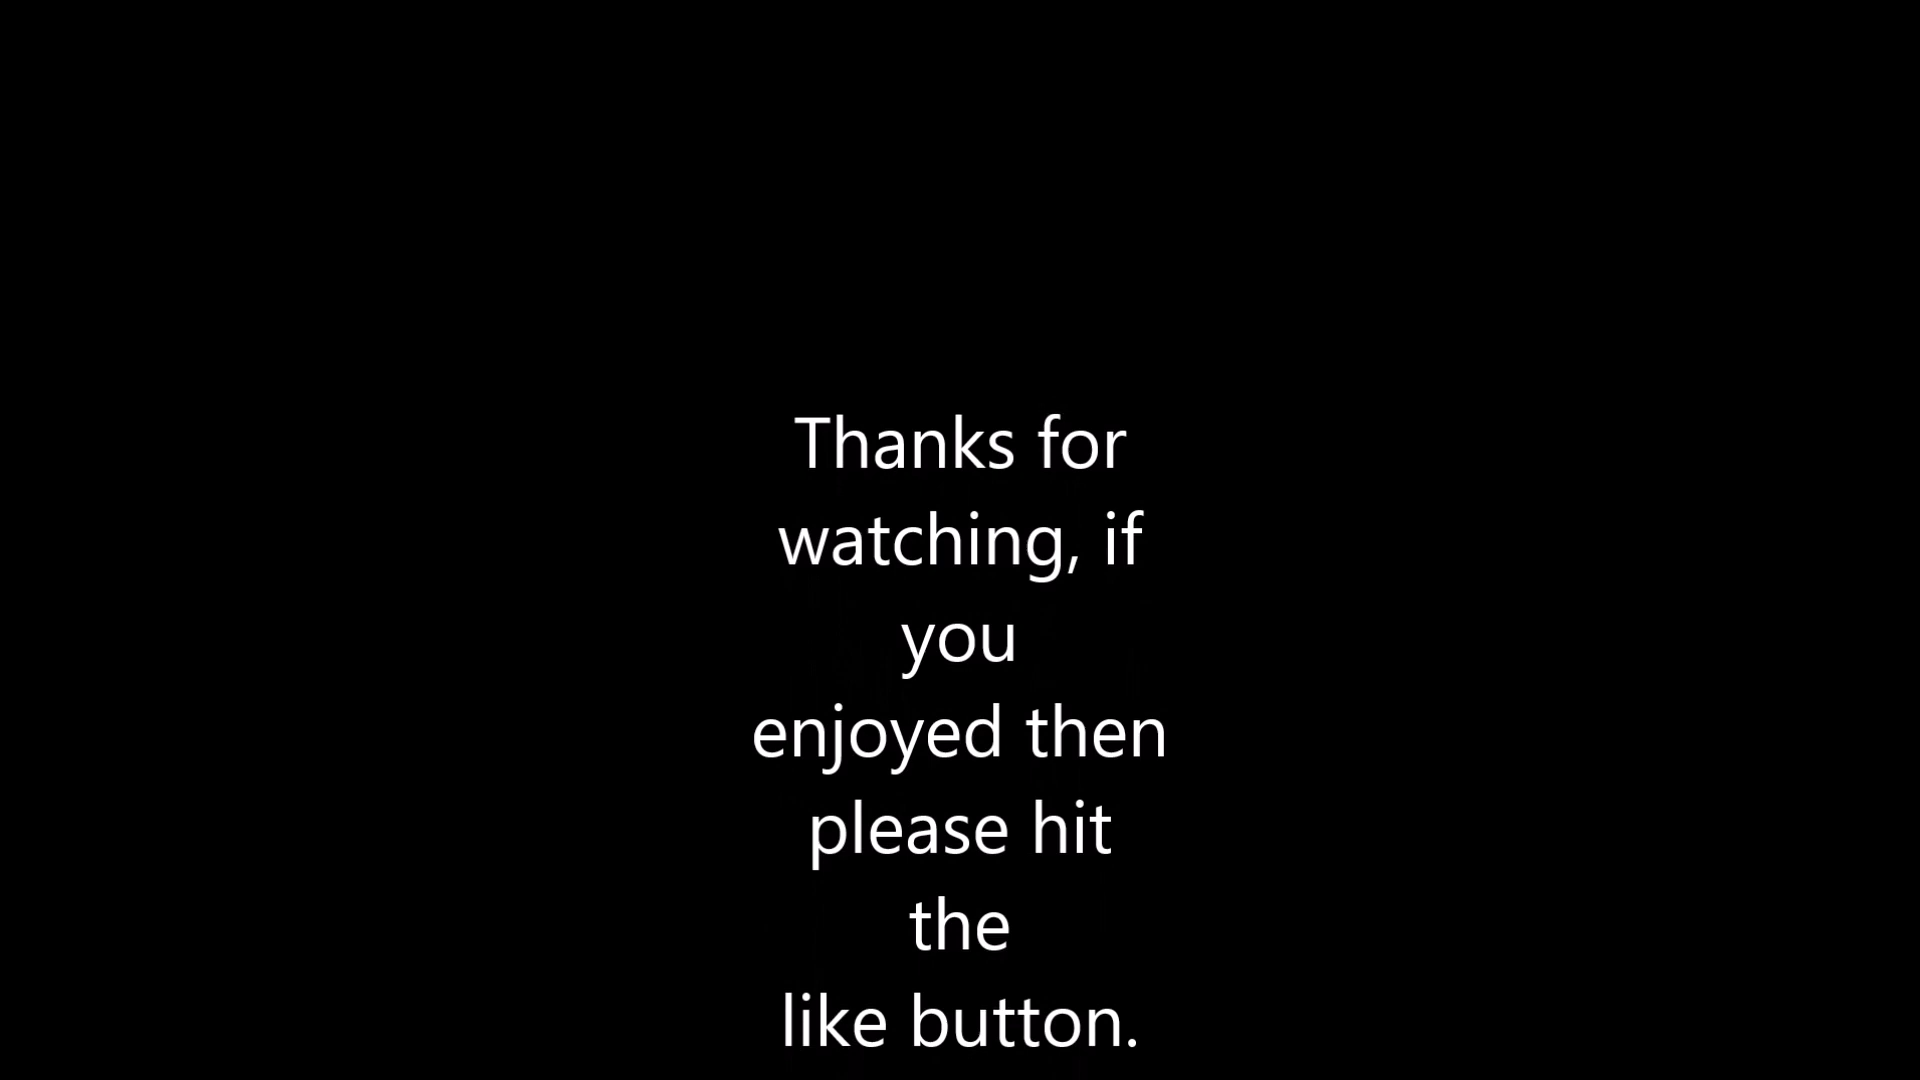 Thanks for
watching, if
you
enjoyed then
please hit
the
like button.